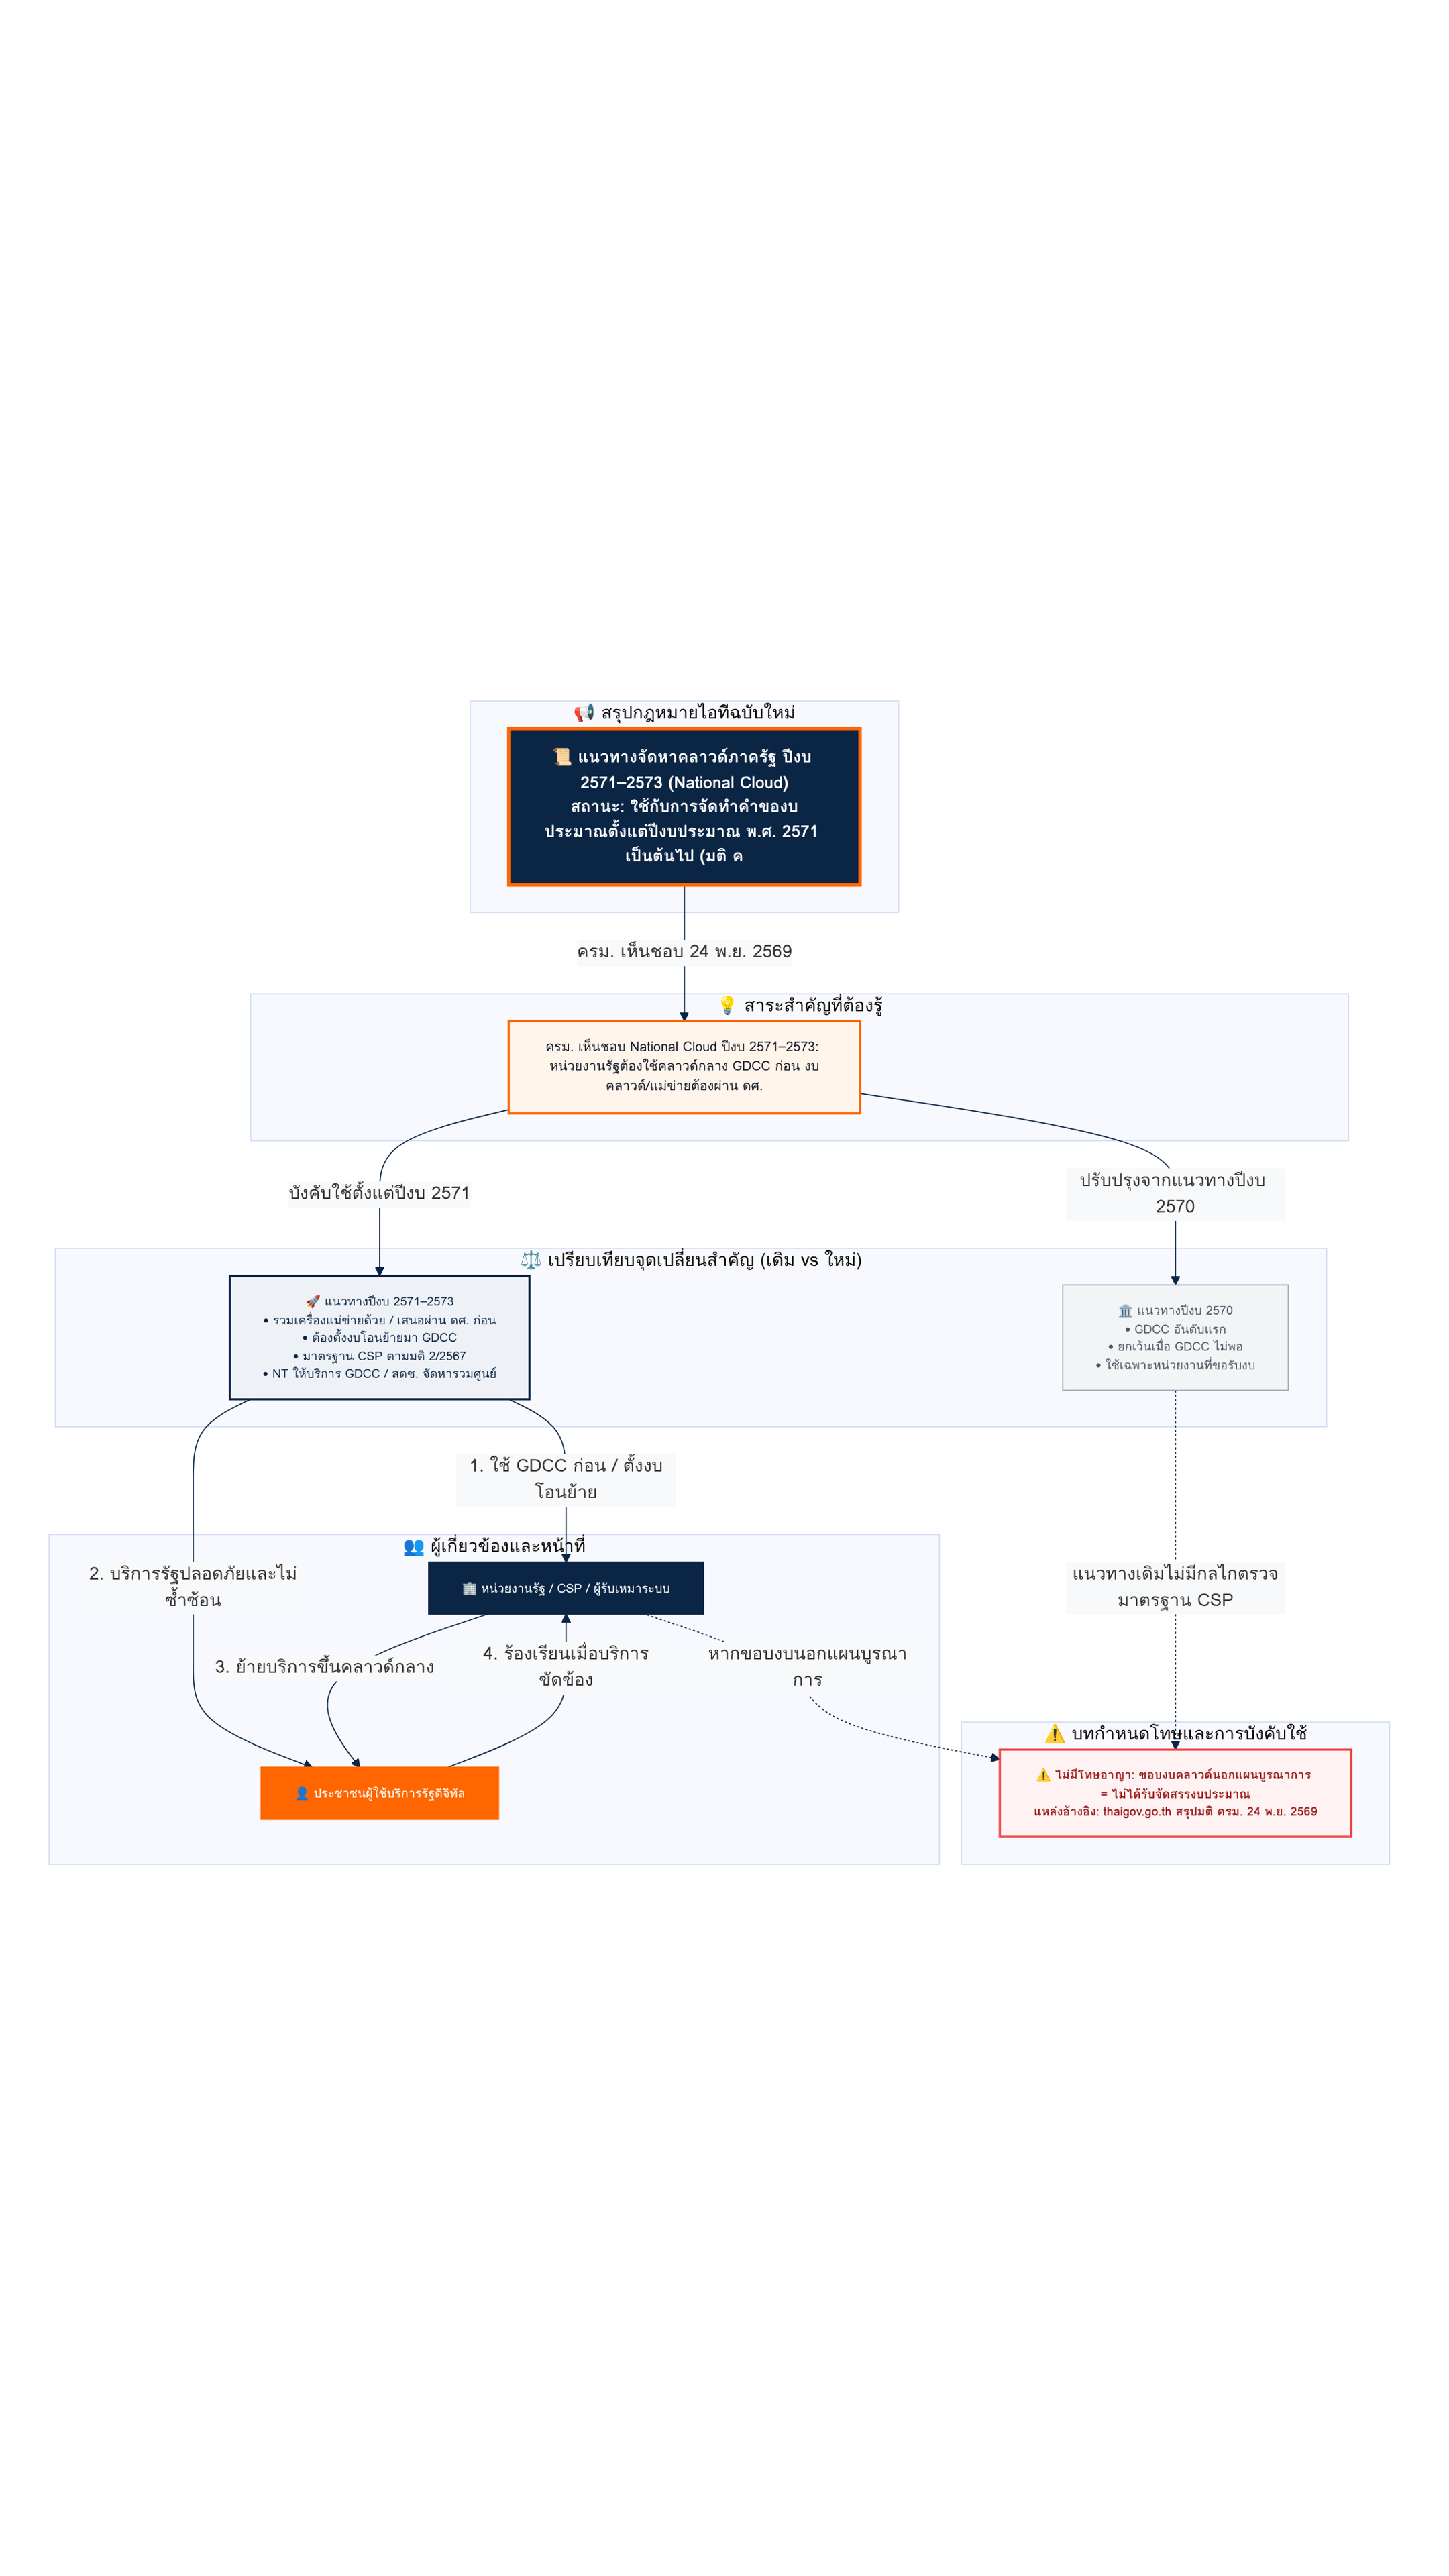 📢 สรุปกฎหมายไอทีฉบับใหม่
📜 แนวทางจัดหาคลาวด์ภาครัฐ ปีงบ
2571–2573 (National Cloud)
สถานะ: ใช้กับการจัดทำคำของบ
ประมาณตั้งแต่ปีงบประมาณ พ.ศ. 2571
เป็นต้นไป (มติ ค
ครม. เห็นชอบ 24 พ.ย. 2569
💡 สาระสำคัญที่ต้องรู้
ครม. เห็นชอบ National Cloud ปีงบ 2571–2573:
หน่วยงานรัฐต้องใช้คลาวด์กลาง GDCC ก่อน งบ
คลาวด์/แม่ข่ายต้องผ่าน ดศ.
บังคับใช้ตั้งแต่ปีงบ 2571
ปรับปรุงจากแนวทางปีงบ
2570
⚖️ เปรียบเทียบจุดเปลี่ยนสำคัญ (เดิม vs ใหม่)
🚀 แนวทางปีงบ 2571–2573
• รวมเครื่องแม่ข่ายด้วย / เสนอผ่าน ดศ. ก่อน
• ต้องตั้งงบโอนย้ายมา GDCC
• มาตรฐาน CSP ตามมติ 2/2567
• NT ให้บริการ GDCC / สดช. จัดหารวมศูนย์
🏛️ แนวทางปีงบ 2570
• GDCC อันดับแรก
• ยกเว้นเมื่อ GDCC ไม่พอ
• ใช้เฉพาะหน่วยงานที่ขอรับงบ
1. ใช้ GDCC ก่อน / ตั้งงบ
โอนย้าย
👥 ผู้เกี่ยวข้องและหน้าที่
🏢 หน่วยงานรัฐ / CSP / ผู้รับเหมาระบบ
2. บริการรัฐปลอดภัยและไม่
ซ้ำซ้อน
แนวทางเดิมไม่มีกลไกตรวจ
มาตรฐาน CSP
3. ย้ายบริการขึ้นคลาวด์กลาง
4. ร้องเรียนเมื่อบริการ
ขัดข้อง
หากขอบงบนอกแผนบูรณา
การ
👤 ประชาชนผู้ใช้บริการรัฐดิจิทัล
⚠️ บทกำหนดโทษและการบังคับใช้
⚠️ ไม่มีโทษอาญา: ขอบงบคลาวด์นอกแผนบูรณาการ
= ไม่ได้รับจัดสรรงบประมาณ
แหล่งอ้างอิง: thaigov.go.th สรุปมติ ครม. 24 พ.ย. 2569